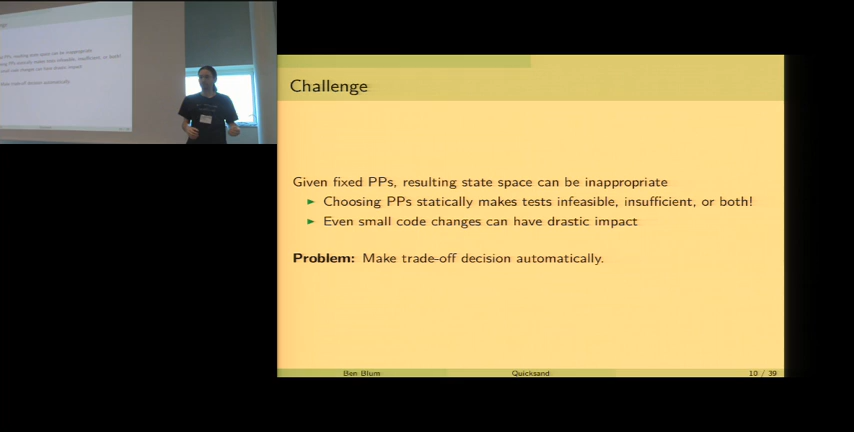 Challenge
Given fixed PPs, resulting state space can be inappropriate
► Choosing PPs statically makes tests infeasible, insufficient, or both!
► Even small code changes can have drastic impact
Problem: Make trade-off decision automatically.
Ben Blum Quicksand 10 / 39